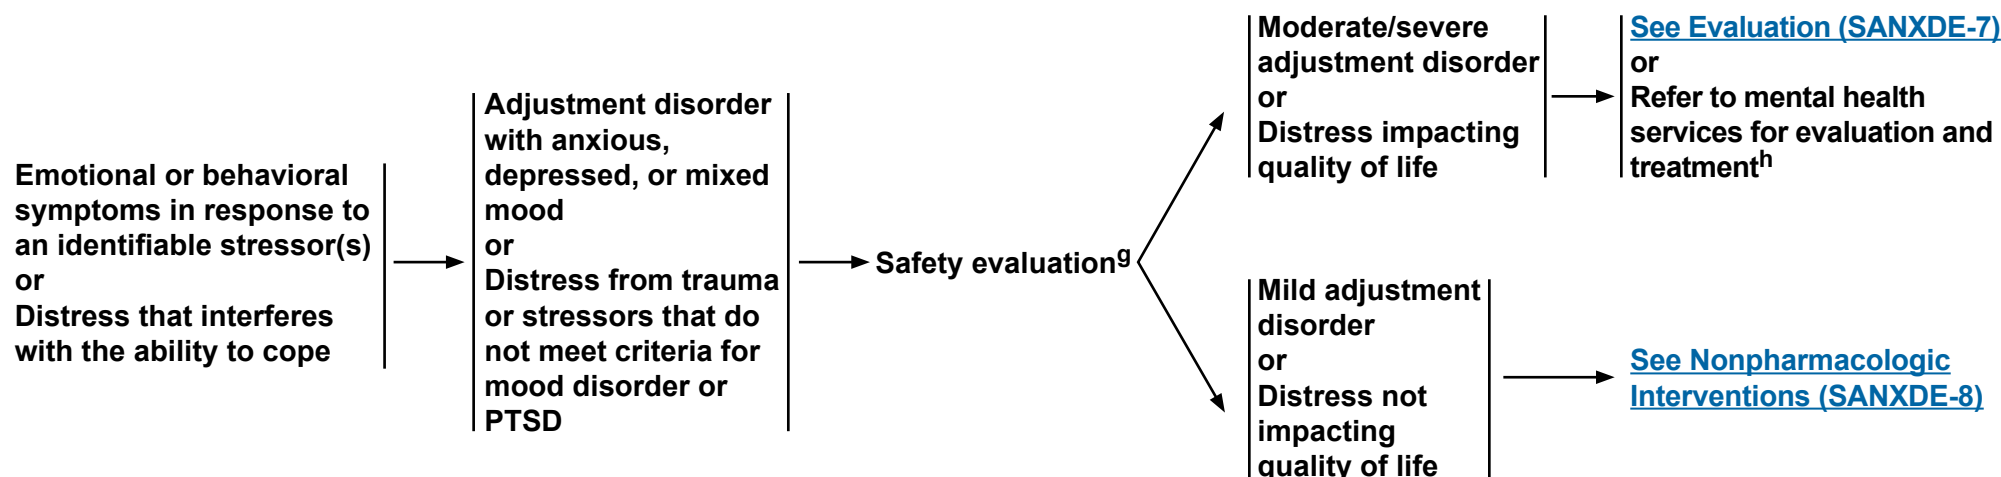 Emotional or behavioral
symptoms in response to
an identifiable stressor(s)
or
Distress that interferes
with the ability to cope
Adjustment disorder
with anxious,
depressed, or mixed
mood
or
Distress from trauma
or stressors that do
not meet criteria for
mood disorder or
PTSD
Safety evaluationg
Moderate/severe
adjustment disorder
or
Distress impacting
quality of life
See Evaluation (SANXDE-7)
or
Refer to mental health
services for evaluation and
treatmenth
Mild adjustment
disorder
or
Distress not
impacting
quality of life
See Nonpharmacologic
Interventions (SANXDE-8)